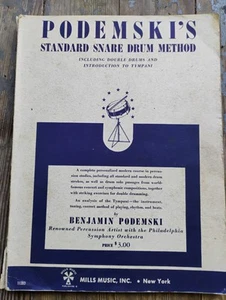 PODEMSKI'S
STANDARD SNARE DRUM METHOD
INCLUDING DOUBLE DRUMS AND
INTRODUCTION TO TYMPANI
A complete personalized modern course in percus-
sion studies, including all standard and modern drum
strokes, as well as drum solo passages from world-
famous concert and symphonic compositions, together
with striking exercises for double drumming.
An analysis of the Tympani—the instrument,
tuning, correct method of playing, rhythm, and basis.
by
BENJAMIN PODEMSKI
Renowned Percussion Artist with the Philadelphia
Symphony Orchestra
PRICE $3.00
MILLS MUSIC, INC. • New York